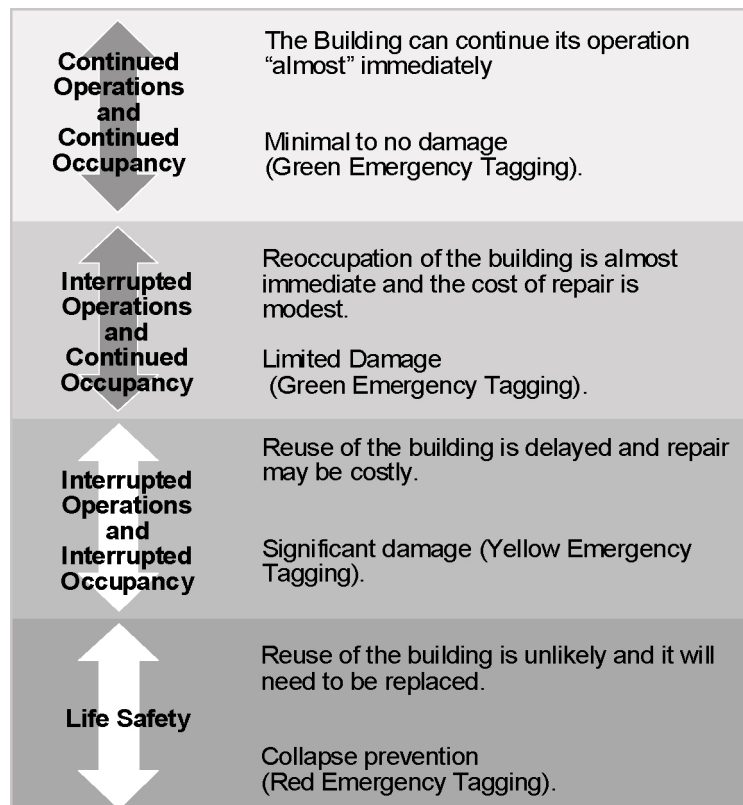 Continued
Operations
and
Continued
Occupancy
The Building can continue its operation
“almost” immediately
Minimal to no damage
(Green Emergency Tagging).
Interrupted
Operations
and
Continued
Occupancy
Reoccupation of the building is almost
immediate and the cost of repair is
modest.
Limited Damage
(Green Emergency Tagging).
Interrupted
Operations
and
Interrupted
Occupancy
Reuse of the building is delayed and repair
may be costly.
Significant damage (Yellow Emergency
Tagging).
Life Safety
Reuse of the building is unlikely and it will
need to be replaced.
Collapse prevention
(Red Emergency Tagging).